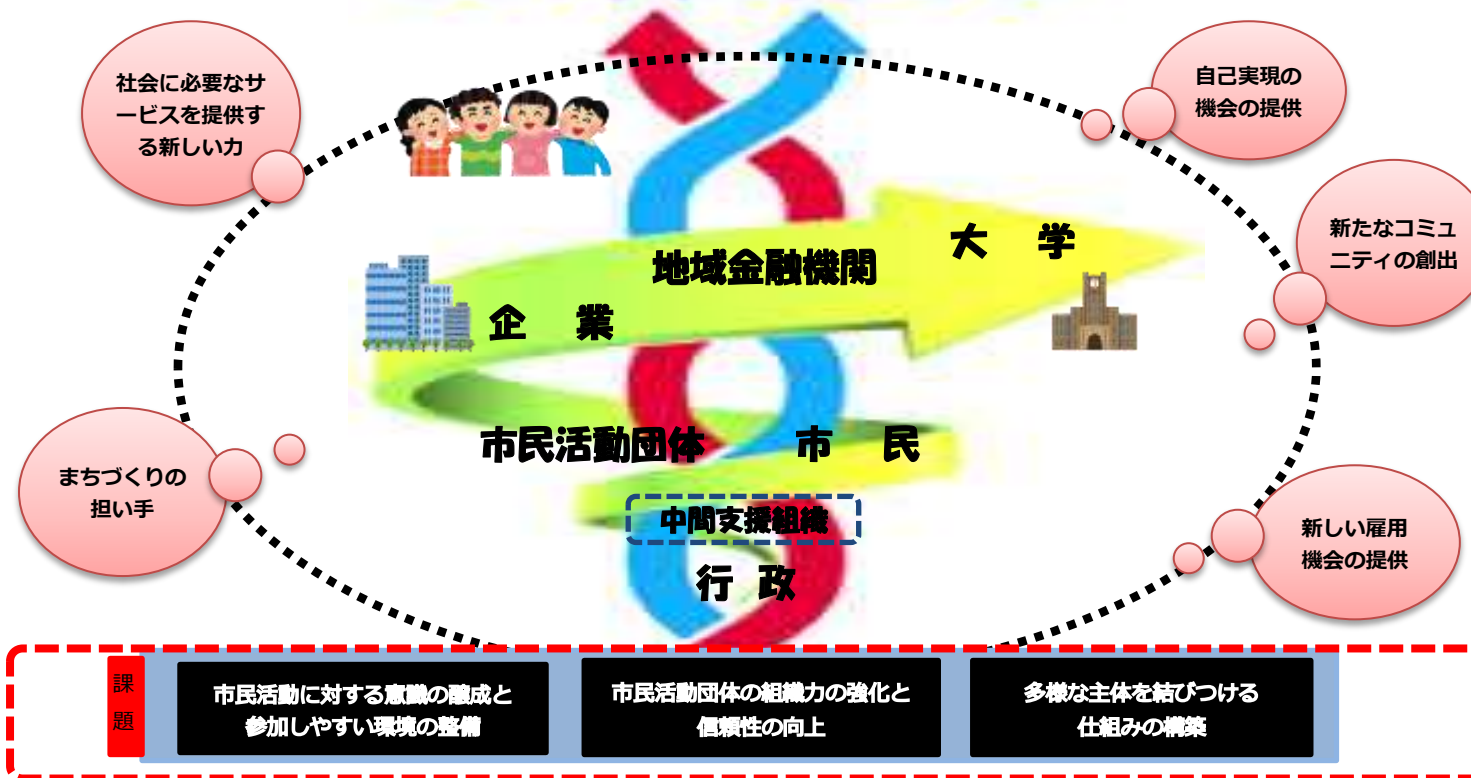 社会に必要なサ
ービスを提供す
る新しい力
自己実現の
機会の提供
新たなコミュ
ニティの創出
大 学
地域金融機関
企 業
市民活動団体 市 民
まちづくりの
担い手
中間支援組織
新しい雇用
機会の提供
行 政
課
題
市民活動に対する意識の醸成と
参加しやすい環境の整備
市民活動団体の組織力の強化と
信頼性の向上
多様な主体を結びつける
仕組みの構築